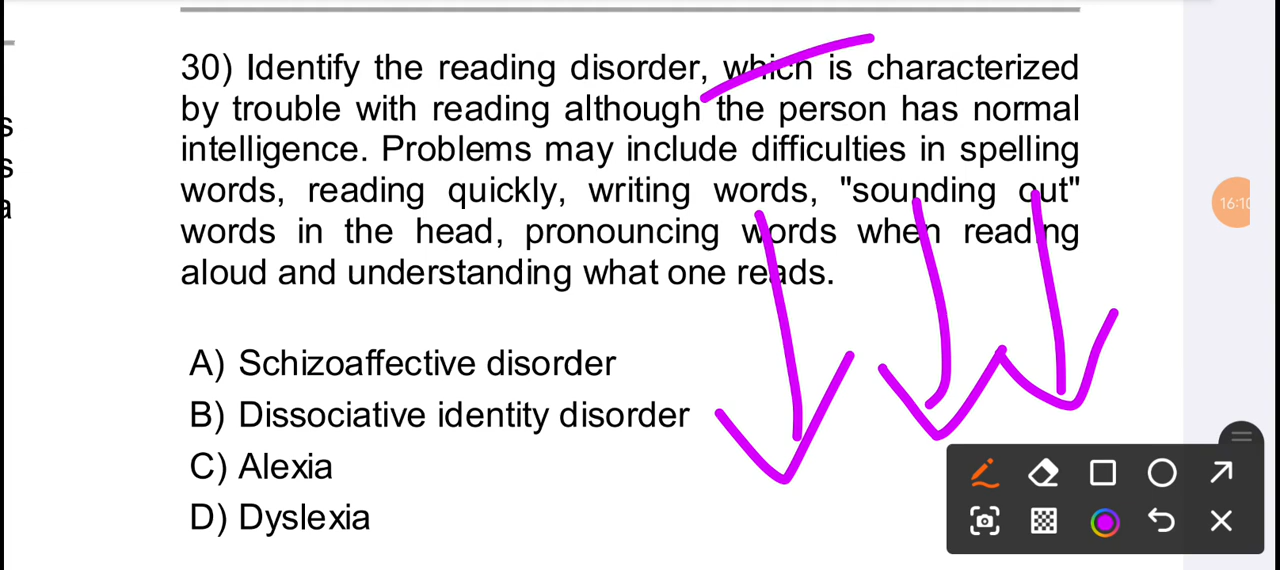 30) Identify the reading disorder, which is characterized
by trouble with reading although the person has normal
intelligence. Problems may include difficulties in spelling
words, reading quickly, writing words, "sounding out"
words in the head, pronouncing words when reading
aloud and understanding what one reads.
A) Schizoaffective disorder
B) Dissociative identity disorder
C) Alexia
D) Dyslexia
s
s
a
16:10